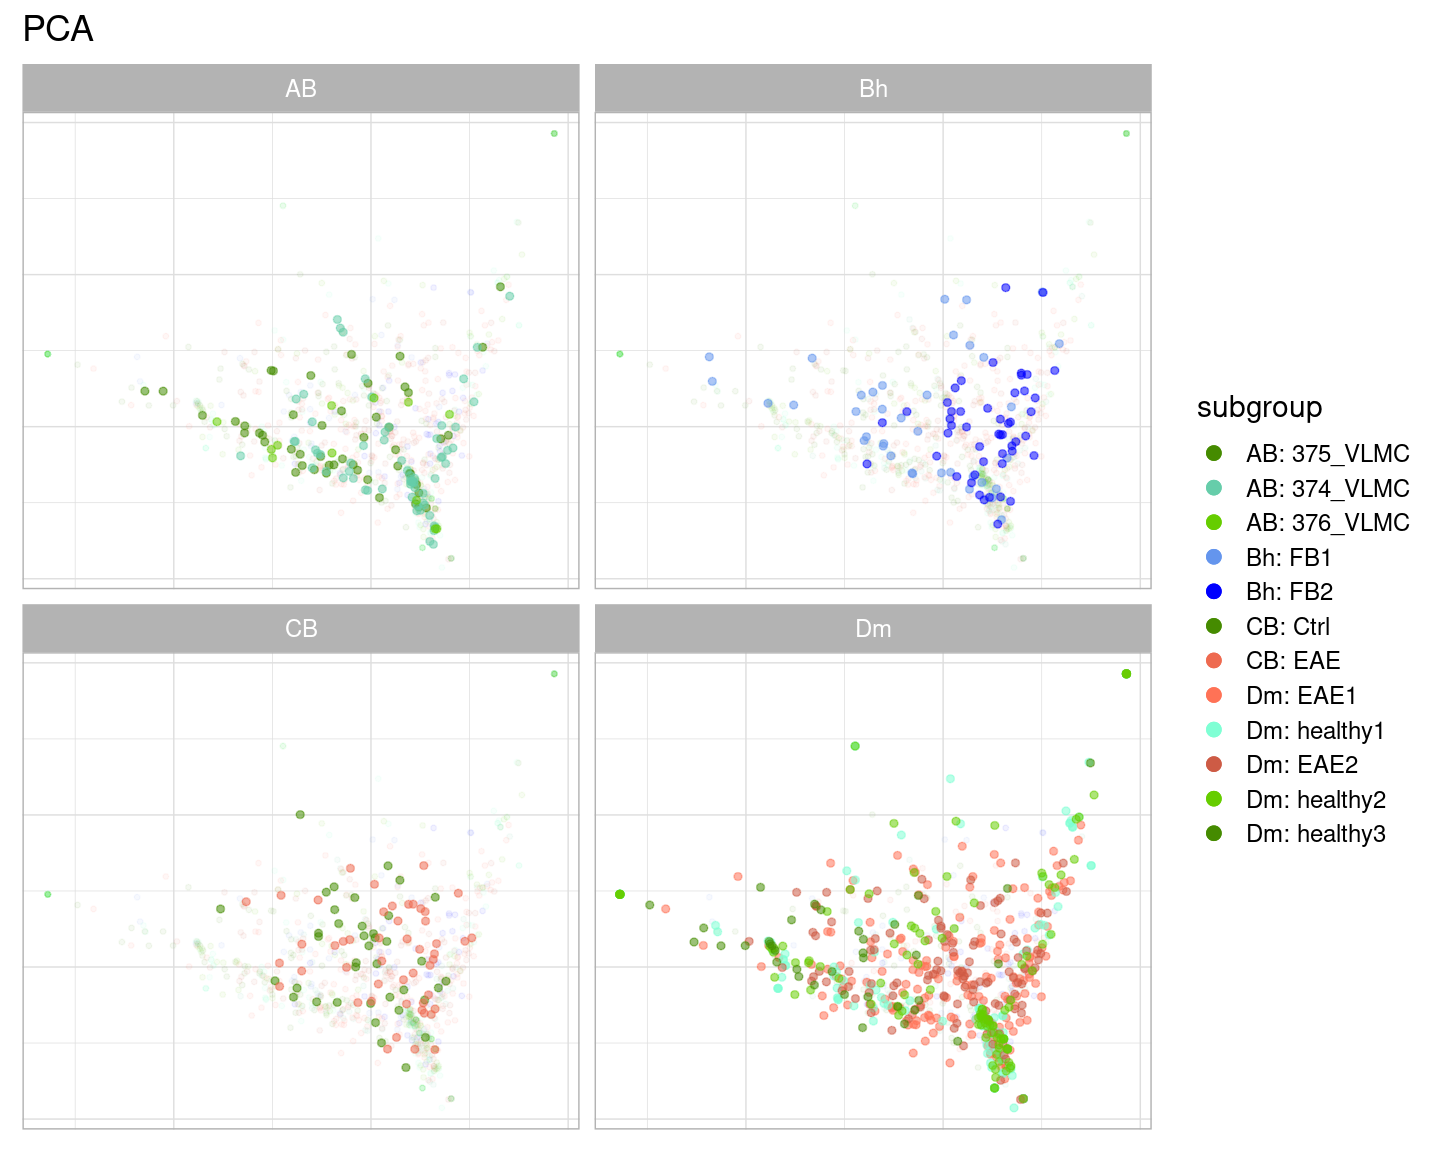 PCA
AB
Bh
CB
Dm
subgroup
AB: 375_VLMC
AB: 374_VLMC
AB: 376_VLMC
Bh: FB1
Bh: FB2
CB: Ctrl
CB: EAE
Dm: EAE1
Dm: healthy1
Dm: EAE2
Dm: healthy2
Dm: healthy3